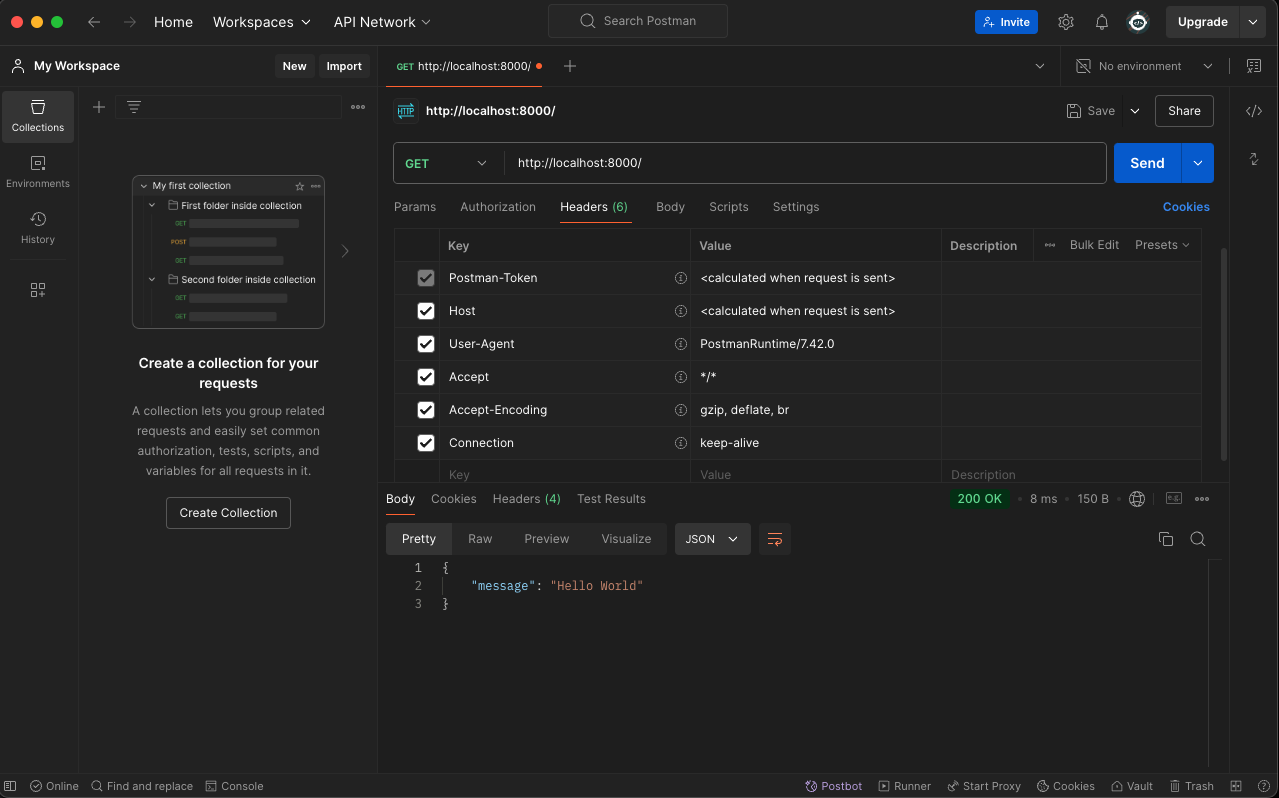 Home Workspaces API Network Search Postman Invite Upgrade
My Workspace New Import GET http://localhost:8000/ No environment
Collections
Environments
History
My first collection
First folder inside collection
GET
POST
GET
Second folder inside collection
GET
GET
Create a collection for your
requests
A collection lets you group related
requests and easily set common
authorization, tests, scripts, and
variables for all requests in it.
Create Collection
HTTP http://localhost:8000/ Save Share
GET http://localhost:8000/ Send
Params Authorization Headers (6) Body Scripts Settings Cookies
Key Value Description Bulk Edit Presets
Postman-Token <calculated when request is sent>
Host <calculated when request is sent>
User-Agent PostmanRuntime/7.42.0
Accept */*
Accept-Encoding gzip, deflate, br
Connection keep-alive
Key Value Description
Body Cookies Headers (4) Test Results 200 OK 8 ms 150 B e.g.
Pretty Raw Preview Visualize JSON
1 {
2 "message": "Hello World"
3 }
Online Find and replace Console Postbot Runner Start Proxy Cookies Vault Trash